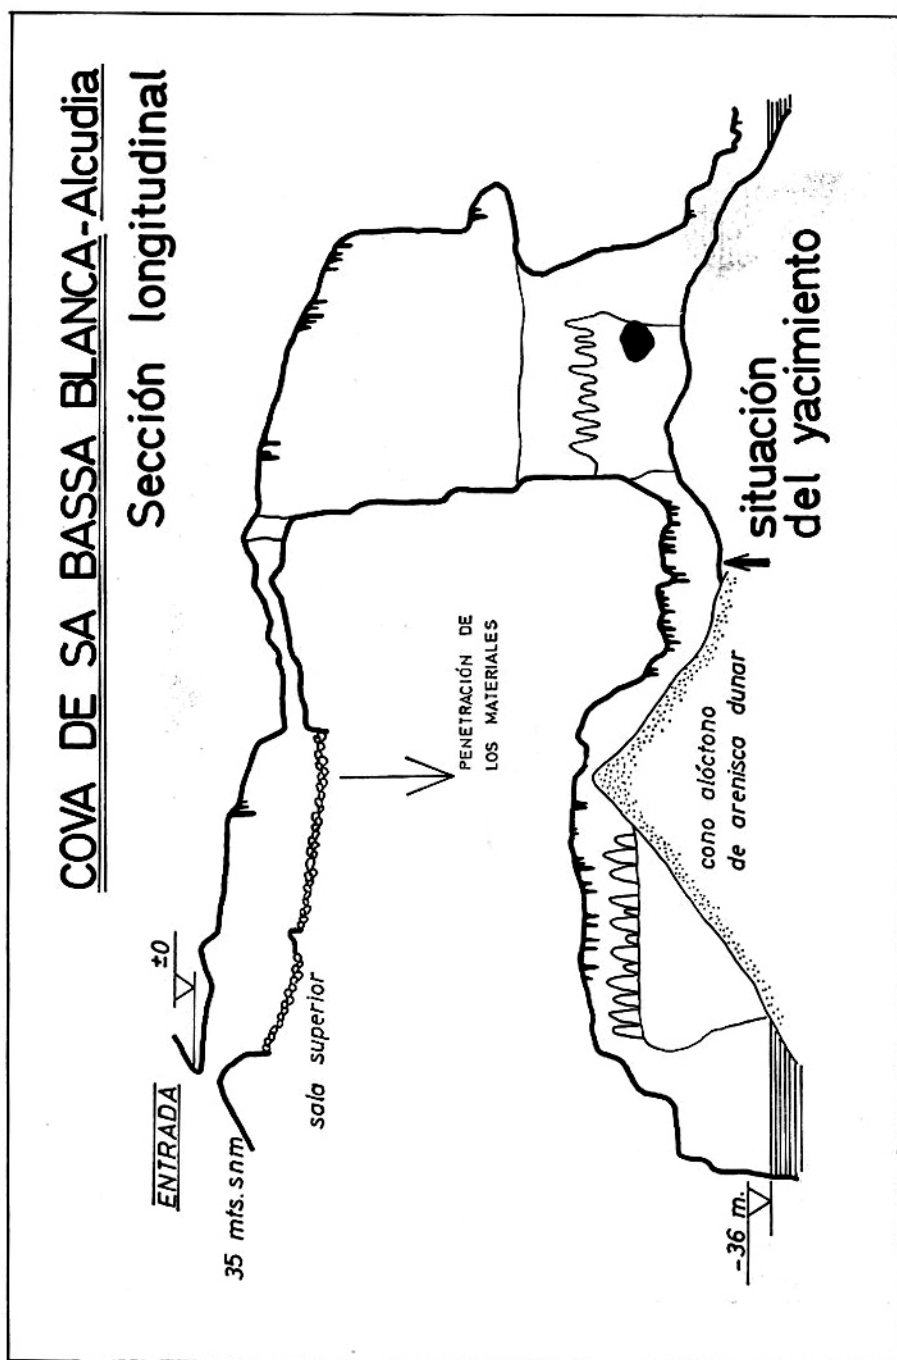 COVA DE SA BASSA BLANCA-Alcudia
Sección longitudinal
±0
ENTRADA
35 mts. snm
sala superior
PENETRACIÓN DE
LOS MATERIALES
cono alóctono
de arenisca dunar
situación
del yacimiento
-36 m.